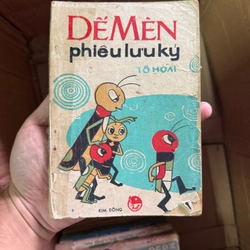 DẾ MÈN
phiêu lưu ký
TÔ HOÀI
KIM ĐỒNG